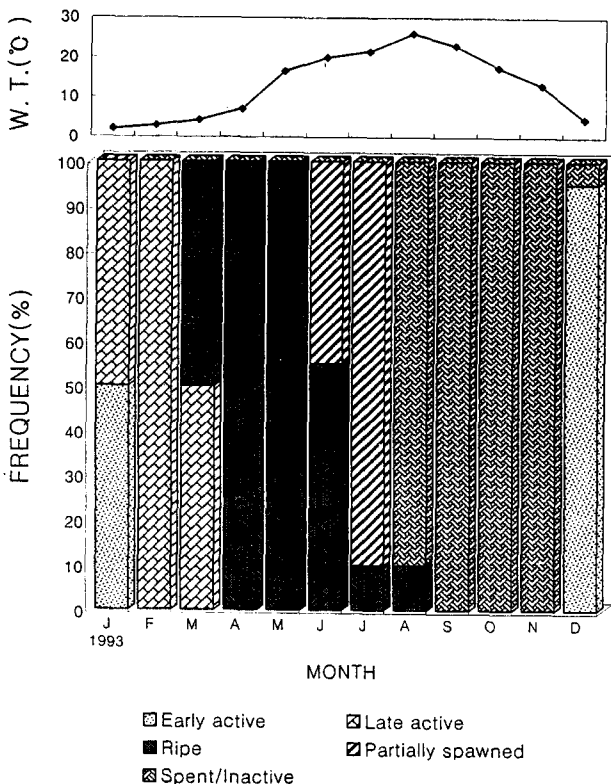 W. T.(℃)
30
20
10
0
FREQUENCY(%)
100
90
80
70
60
50
40
30
20
10
0
J F M A M J J A S O N D
1993
MONTH
Early active Late active
Ripe Partially spawned
Spent/Inactive